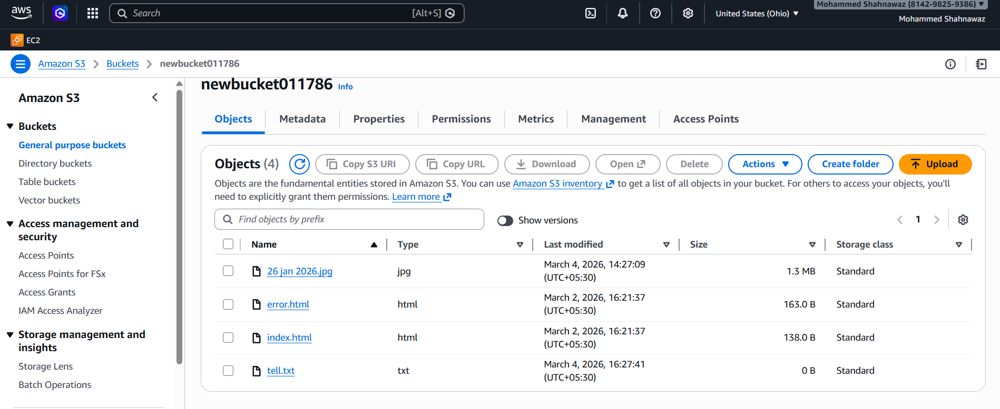 aws
Search
[Alt+S]
United States (Ohio)
Mohammed Shahnawaz (8142-9825-9386)
Mohammed Shahnawaz
EC2
Amazon S3
Buckets
newbucket011786
Amazon S3
Buckets
General purpose buckets
Directory buckets
Table buckets
Vector buckets
Access management and
security
Access Points
Access Points for FSx
Access Grants
IAM Access Analyzer
Storage management and
insights
Storage Lens
Batch Operations
newbucket011786 Info
Objects Metadata Properties Permissions Metrics Management Access Points
Objects (4) Copy S3 URI Copy URL Download Open Delete Actions Create folder Upload
Objects are the fundamental entities stored in Amazon S3. You can use Amazon S3 inventory to get a list of all objects in your bucket. For others to access your objects, you'll
need to explicitly grant them permissions. Learn more
Find objects by prefix Show versions 1
Name Type Last modified Size Storage class
26 jan 2026.jpg jpg March 4, 2026, 14:27:09 (UTC+05:30) 1.3 MB Standard
error.html html March 2, 2026, 16:21:37 (UTC+05:30) 163.0 B Standard
index.html html March 2, 2026, 16:21:37 (UTC+05:30) 138.0 B Standard
tell.txt txt March 4, 2026, 16:27:41 (UTC+05:30) 0 B Standard